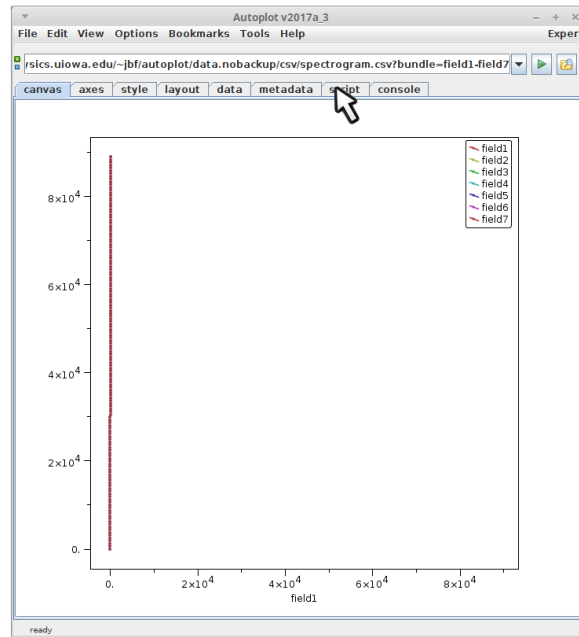 Autoplot v2017a_3
File Edit View Options Bookmarks Tools Help Exper
rsics.uiowa.edu/~jbf/autoplot/data.nobackup/csv/spectrogram.csv?bundle=field1-field7
canvas axes style layout data metadata script console
field1
field2
field3
field4
field5
field6
field7
8×10⁴
6×10⁴
4×10⁴
2×10⁴
0.
0. 2×10⁴ 4×10⁴ 6×10⁴ 8×10⁴
field1
ready